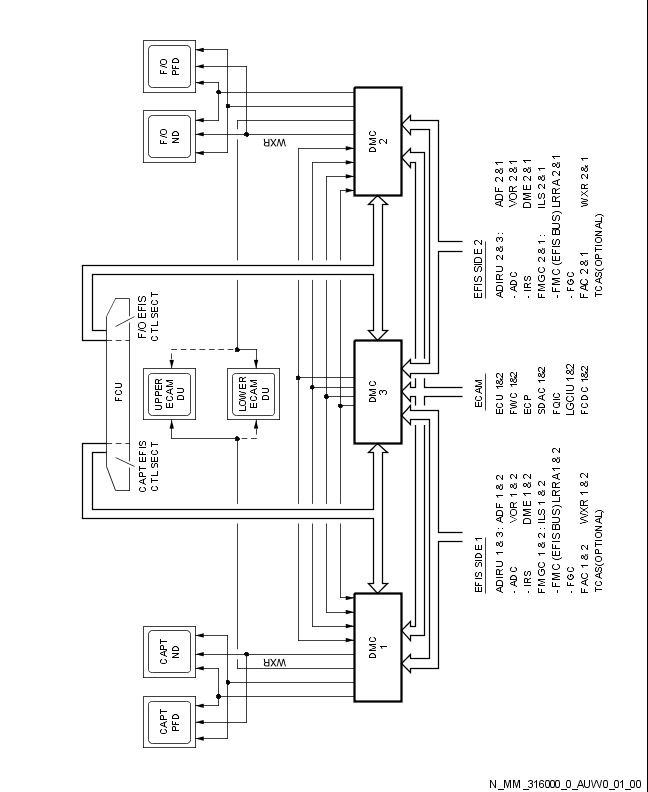 F/O
PFD
F/O
ND
WXR
DMC
2
FCU
F/O EFIS
CTL SECT
CAPT EFIS
CTL SECT
UPPER
ECAM
DU
LOWER
ECAM
DU
DMC
3
CAPT
ND
CAPT
PFD
WXR
DMC
1
EFIS SIDE 1
ADIRU 1 & 3 : ADF 1 & 2
- ADC VOR 1 & 2
- IRS DME 1 & 2
FMGC 1 & 2 : ILS 1 & 2
- FMC (EFIS BUS) LRRA 1 & 2
- FGC
FAC 1 & 2 WXR 1 & 2
TCAS(OPTIONAL)
ECAM
ECU 1&2
FWC 1&2
ECP
SDAC 1&2
FQIC
LGCIU 1&2
FCDC 1&2
EFIS SIDE 2
ADIRU 2 & 3 : ADF 2 & 1
- ADC VOR 2 & 1
- IRS DME 2 & 1
FMGC 2 & 1 : ILS 2 & 1
- FMC (EFIS BUS) LRRA 2 & 1
- FGC
FAC 2 & 1 WXR 2 & 1
TCAS(OPTIONAL)
N_MM_316000_0_AUW0_01_00